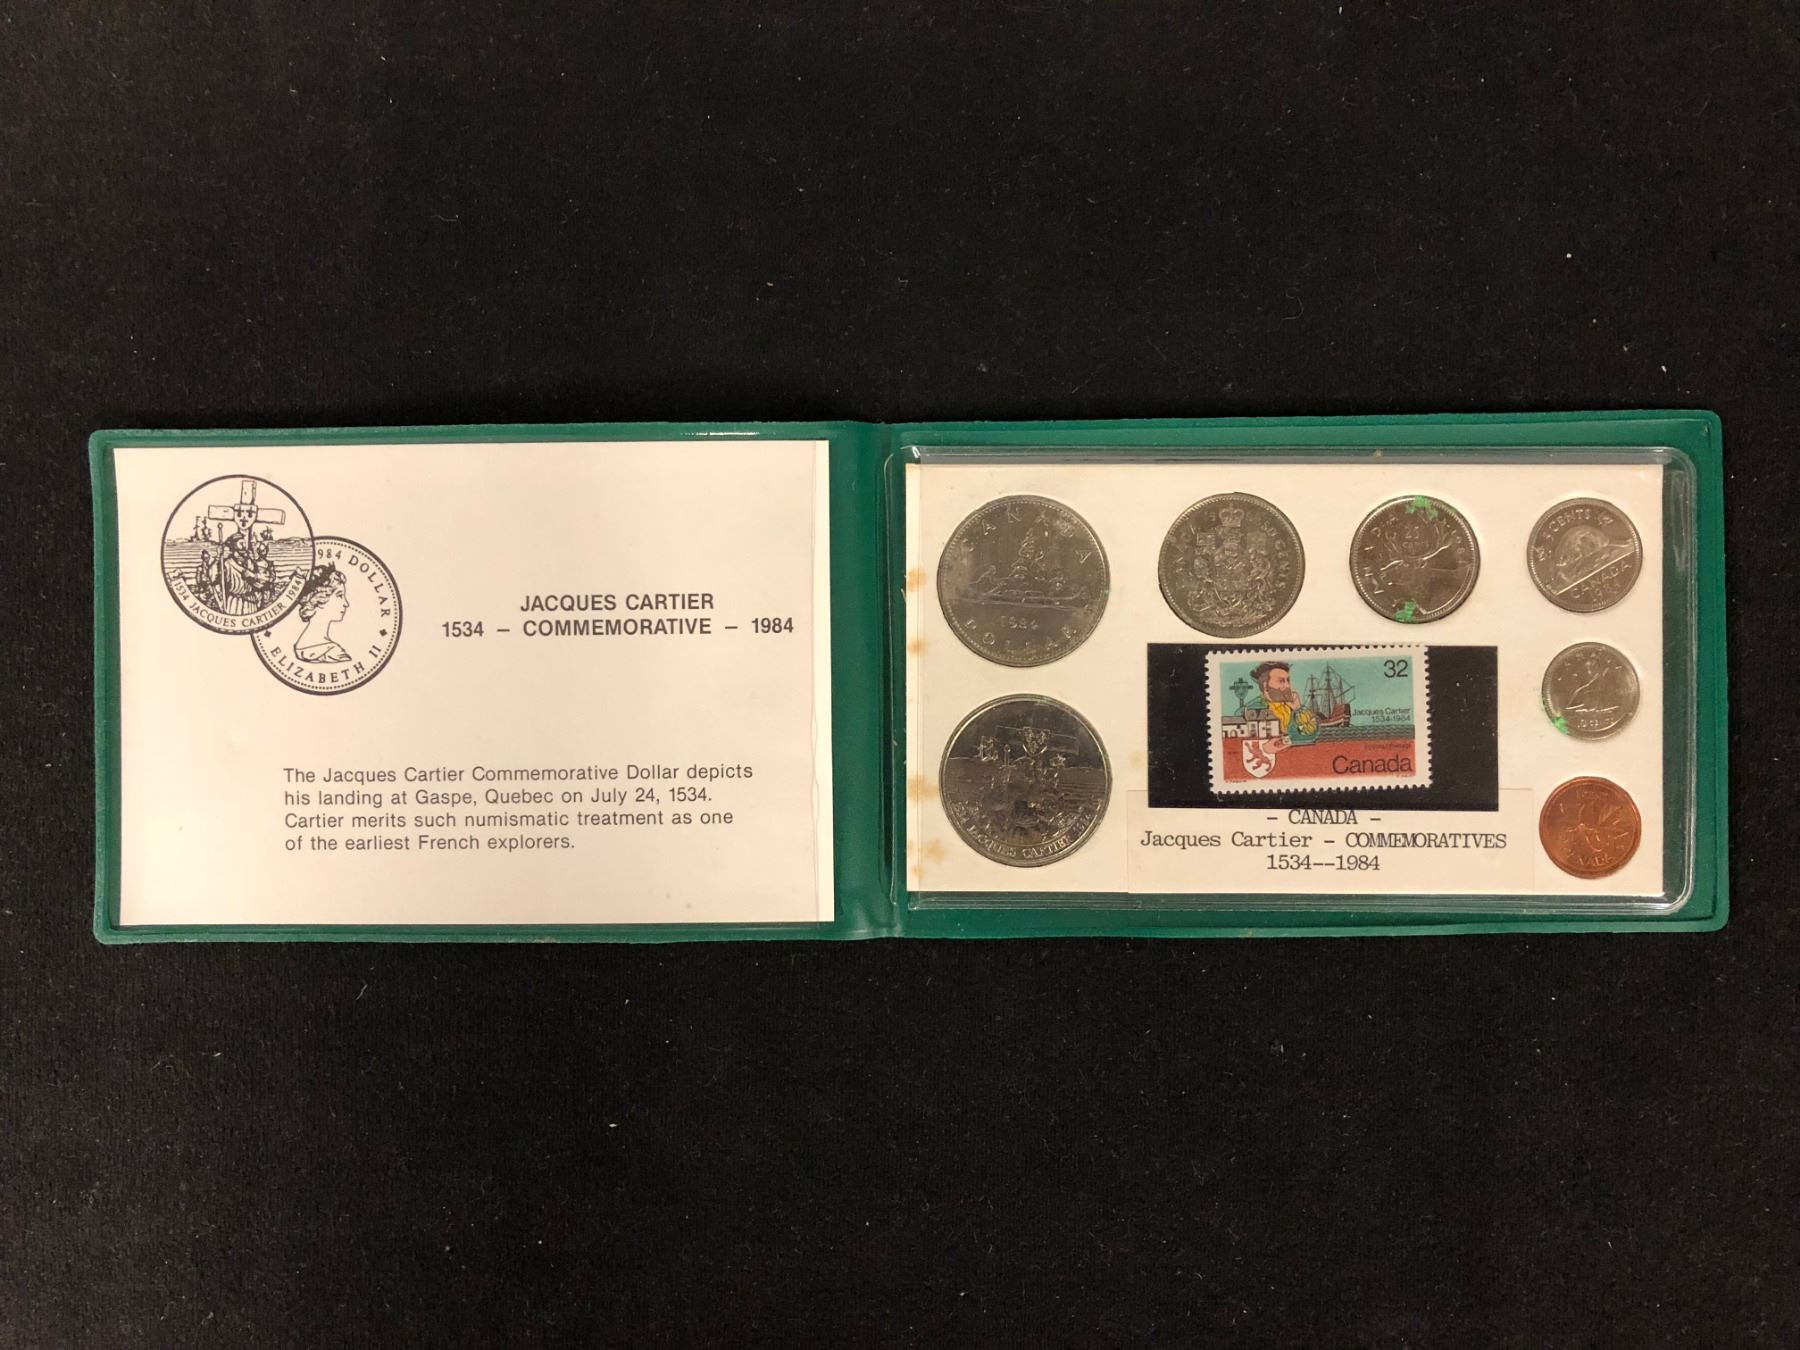 1534 JACQUES CARTIER 1984
1984 DOLLAR
ELIZABETH II
JACQUES CARTIER
1534 – COMMEMORATIVE – 1984
The Jacques Cartier Commemorative Dollar depicts
his landing at Gaspe, Quebec on July 24, 1534.
Cartier merits such numismatic treatment as one
of the earliest French explorers.
CANADA
1984
DOLLAR
50 CENTS
5 CENTS
CANADA
CANADA
32
Jacques Cartier
1534-1984
Canada
JACQUES CARTIER
CANADA
- CANADA -
Jacques Cartier - COMMEMORATIVES
1534--1984